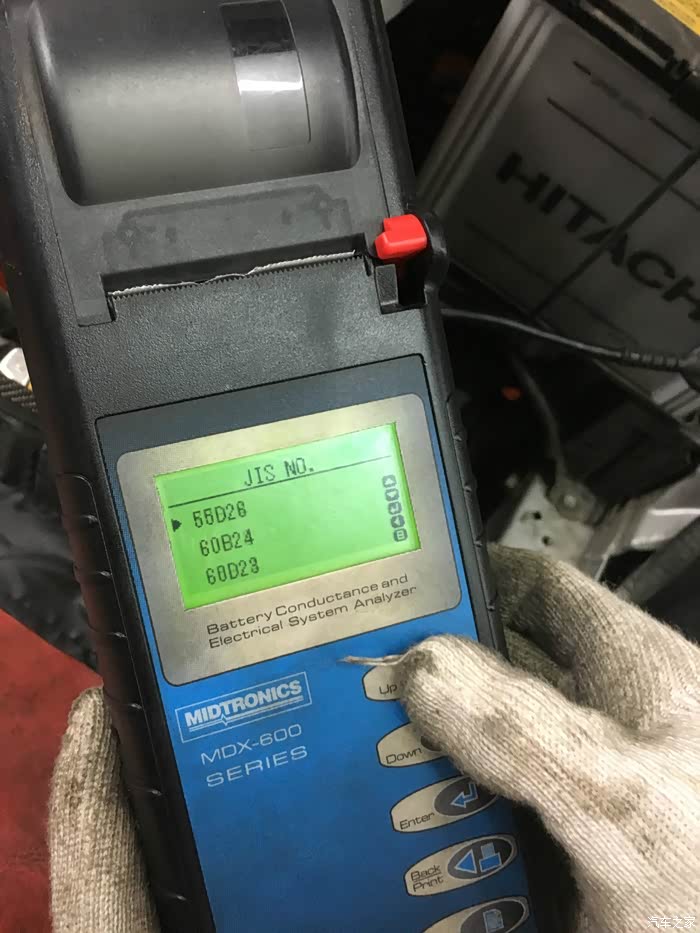 HITACH
JIS NO.
55D26
60B24
60D23
Battery Conductance and
Electrical System Analyzer
MIDTRONICS
MDX-600
SERIES
Up
Down
Enter
Back
Print
汽车之家